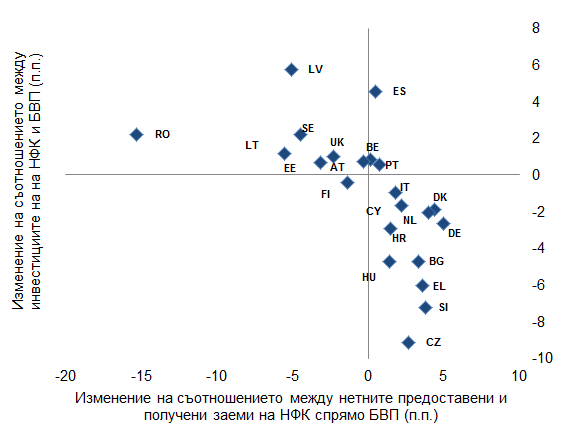 8
6
4
2
0
-2
-4
-6
-8
-10
-20
-15
-10
-5
0
5
10
Изменение на съотношението между
инвестициите на на НФК и БВП (п.п.)
LV
ES
RO
SE
LT
UK
BE
EE
AT
PT
FI
IT
CY
DK
NL
HR
DE
HU
BG
EL
SI
CZ
Изменение на съотношението между нетните предоставени и
получени заеми на НФК спрямо БВП (п.п.)